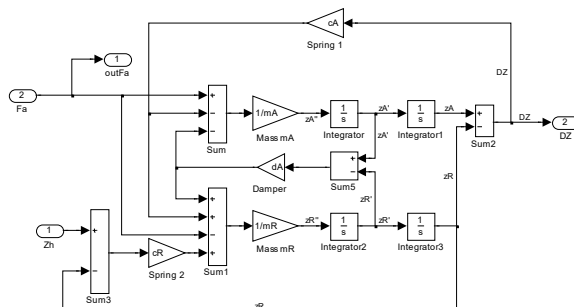 cA
Spring 1
1
outFa
2
Fa
DZ
+
−
−
Sum
1/mA
Mass mA
zA''
1
s
Integrator
zA'
1
s
Integrator1
zA
+
−
Sum2
DZ
2
DZ
zA'
dA
Damper
+
−
Sum5
zR'
zR
+
+
−
+
Sum1
1/mR
Mass mR
zR''
1
s
Integrator2
zR'
1
s
Integrator3
1
Zh
+
−
Sum3
cR
Spring 2
zR